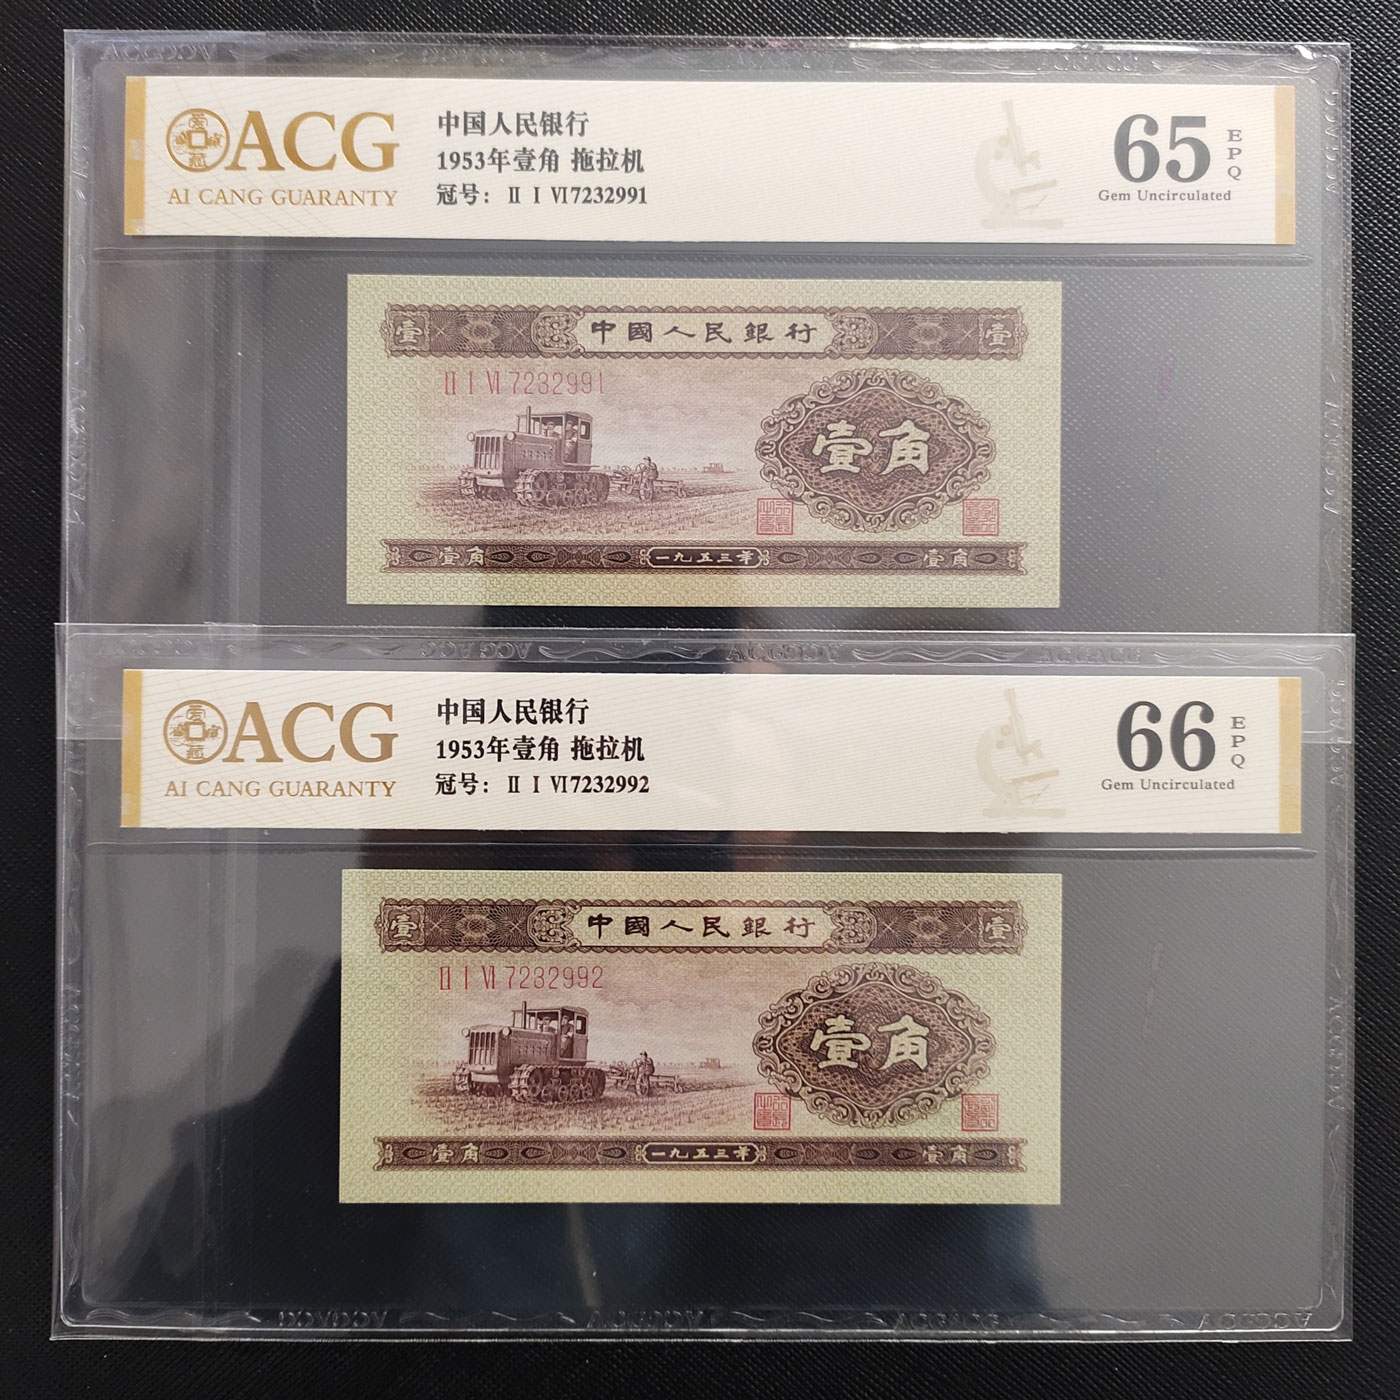 ACG
AI CANG GUARANTY
中国人民银行
1953年壹角 拖拉机
冠号：Ⅱ Ⅰ Ⅵ7232991
65
EPQ
Gem Uncirculated
壹 中國人民銀行 壹
Ⅱ Ⅰ Ⅵ 7232991
壹角
壹角 一九五三年 壹角
ACG
AI CANG GUARANTY
中国人民银行
1953年壹角 拖拉机
冠号：Ⅱ Ⅰ Ⅵ7232992
66
EPQ
Gem Uncirculated
壹 中國人民銀行 壹
Ⅱ Ⅰ Ⅵ 7232992
壹角
壹角 一九五三年 壹角